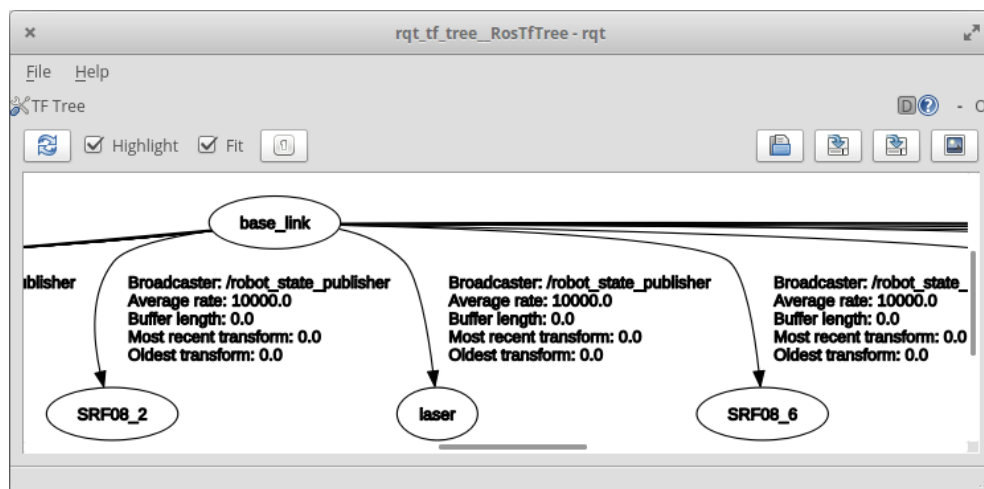 rqt_tf_tree__RosTfTree - rqt
File Help
TF Tree
D ? - O
Highlight Fit
base_link
ublisher
Broadcaster: /robot_state_publisher
Average rate: 10000.0
Buffer length: 0.0
Most recent transform: 0.0
Oldest transform: 0.0
Broadcaster: /robot_state_publisher
Average rate: 10000.0
Buffer length: 0.0
Most recent transform: 0.0
Oldest transform: 0.0
Broadcaster: /robot_state_
Average rate: 10000.0
Buffer length: 0.0
Most recent transform: 0.0
Oldest transform: 0.0
SRF08_2
laser
SRF08_6